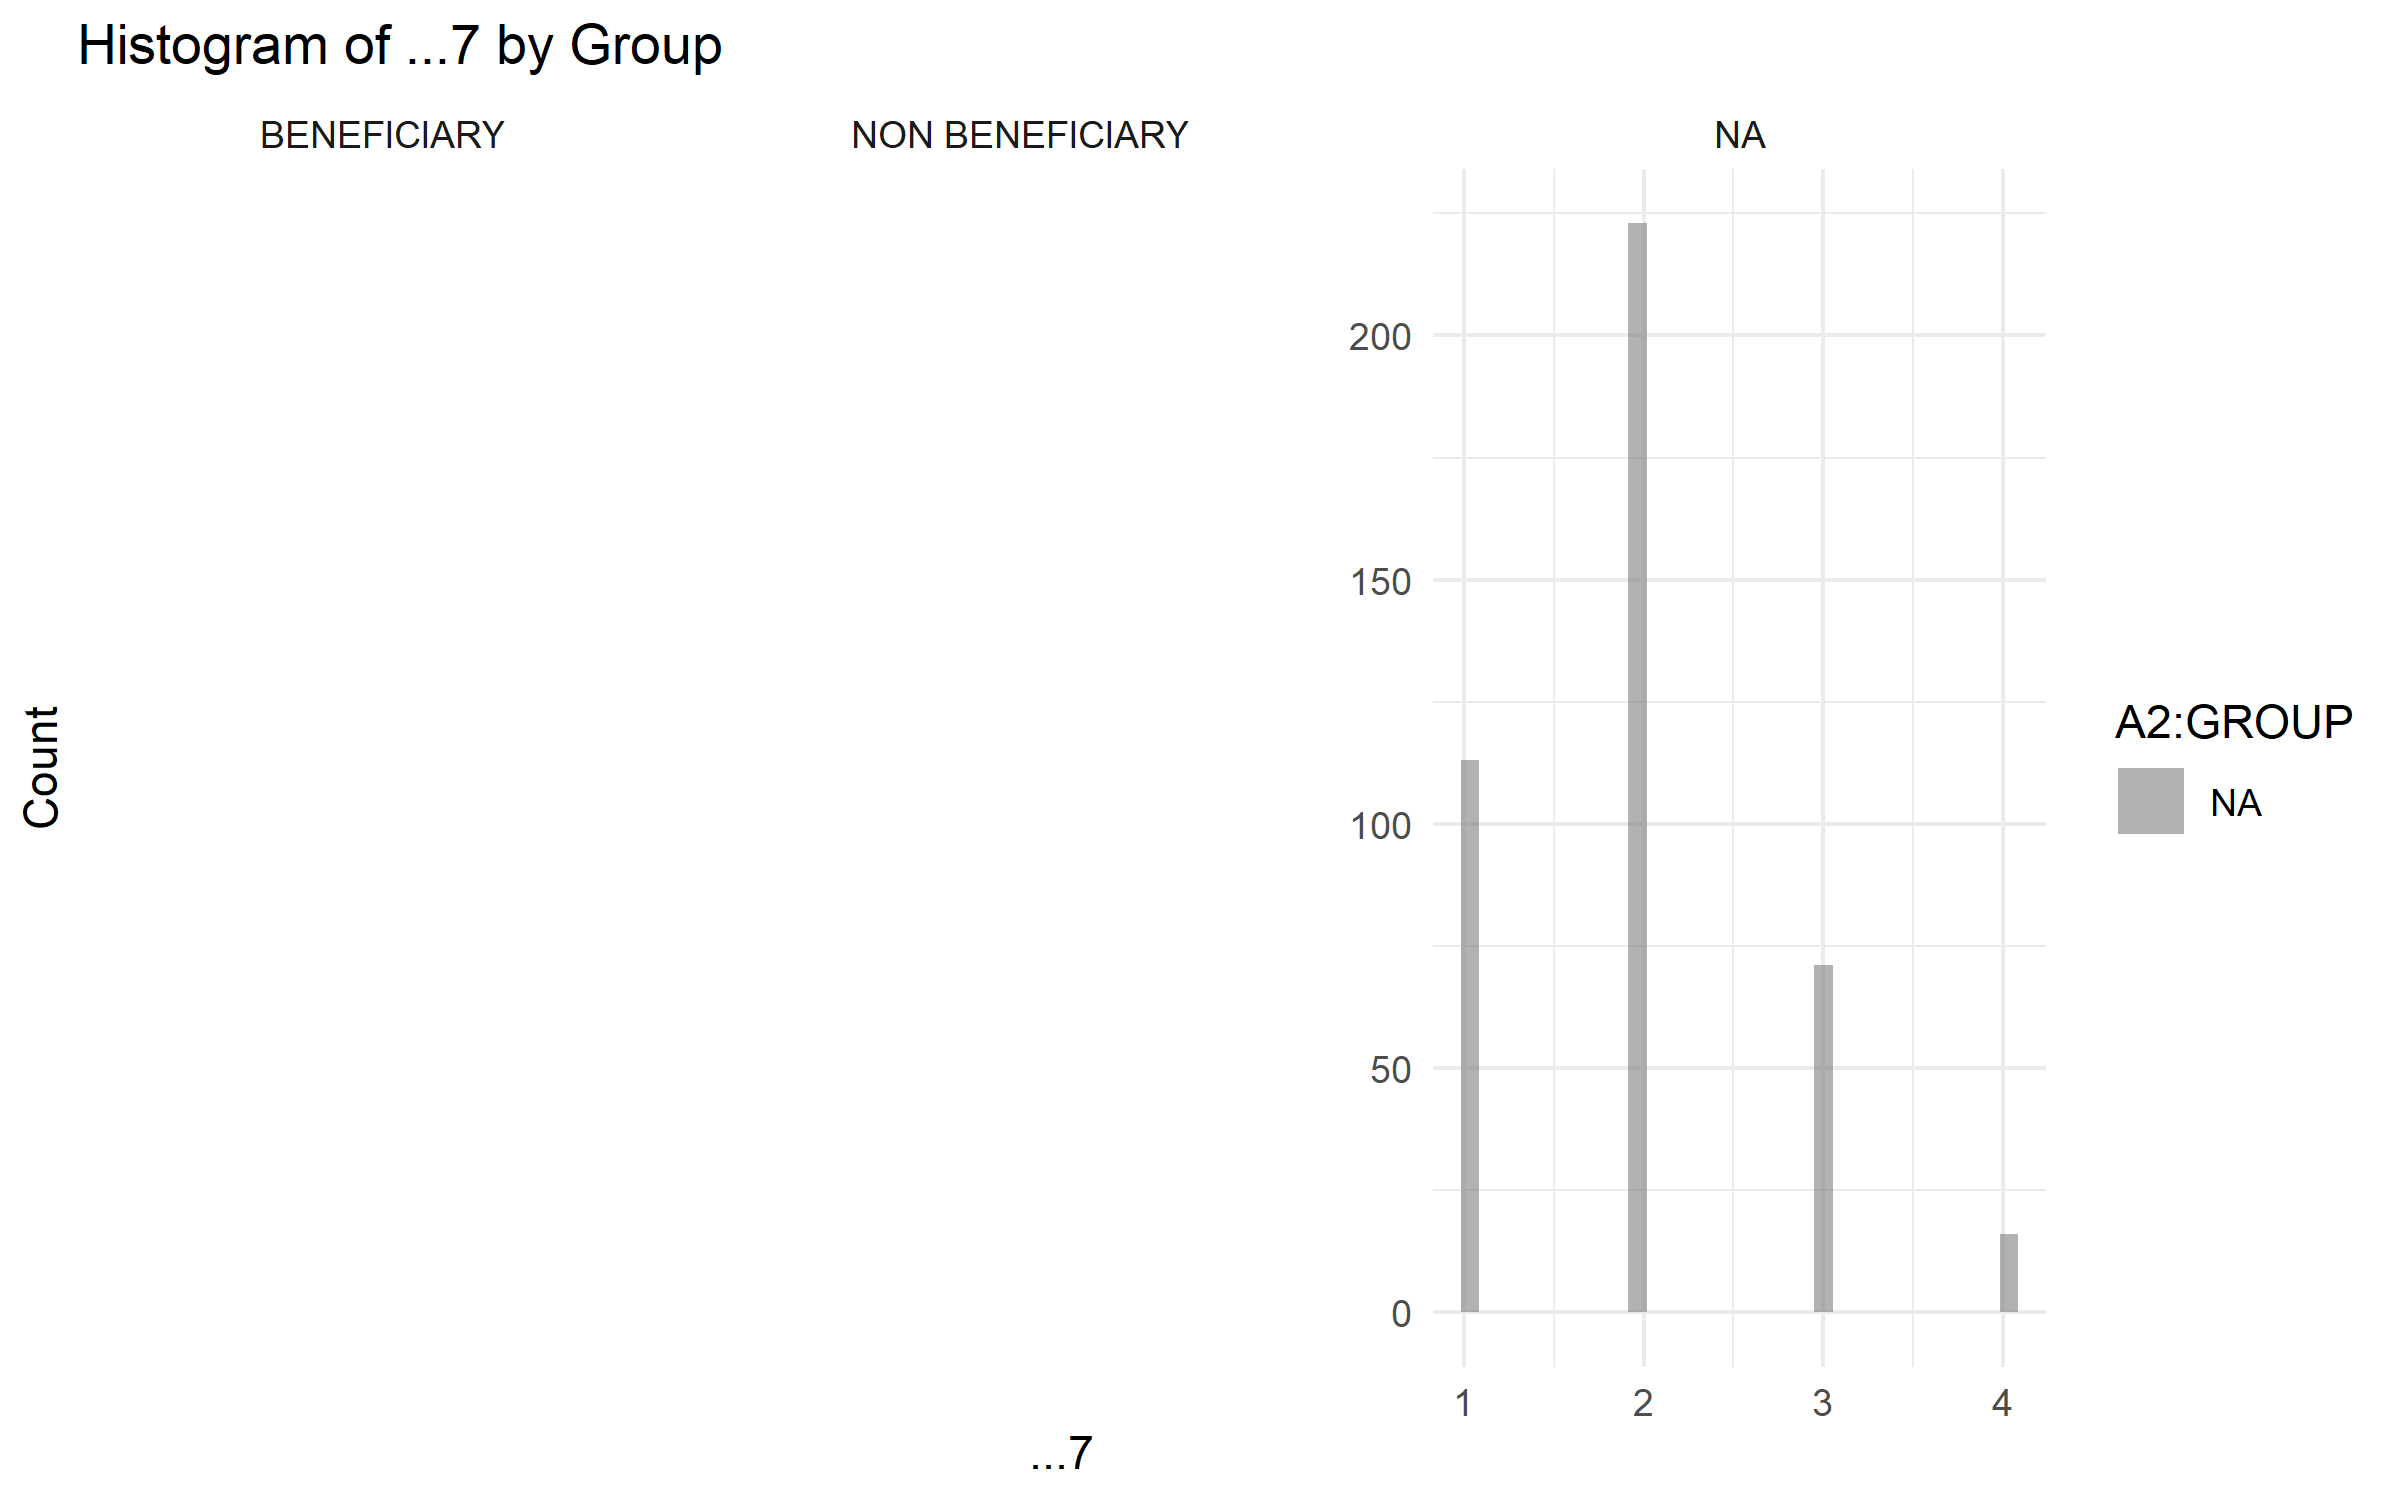 Histogram of ...7 by Group
BENEFICIARY
NON BENEFICIARY
NA
Count
200
150
100
50
0
1
2
3
4
...7
A2:GROUP
NA